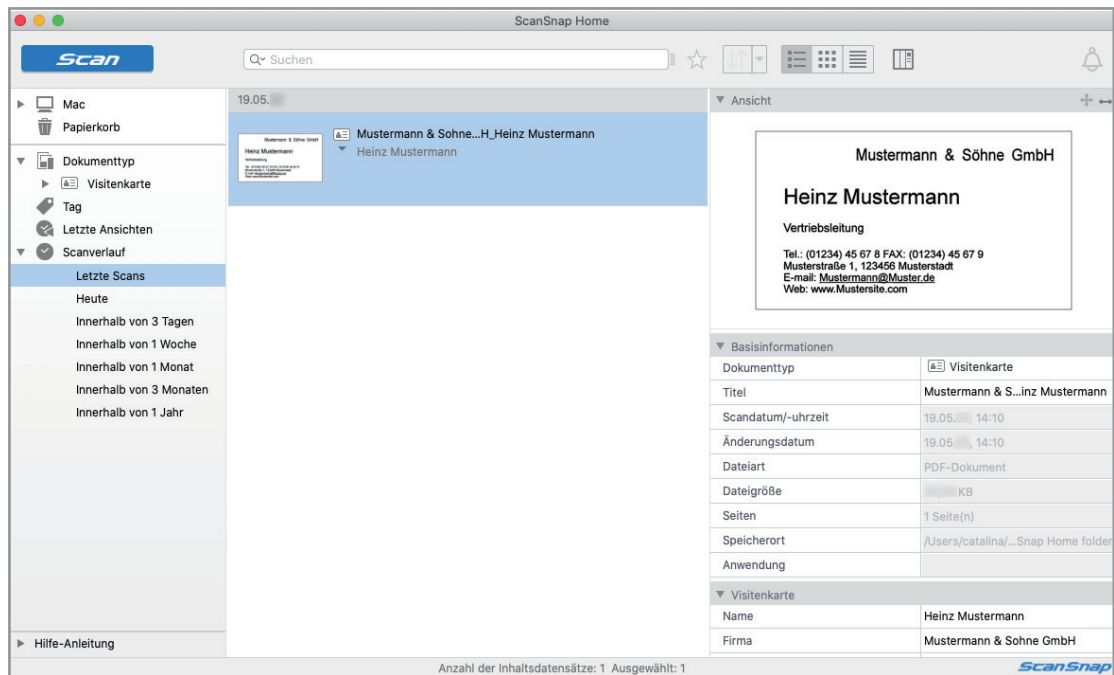 ScanSnap Home
Scan
Suchen
Mac
Papierkorb
Dokumenttyp
Visitenkarte
Tag
Letzte Ansichten
Scanverlauf
Letzte Scans
Heute
Innerhalb von 3 Tagen
Innerhalb von 1 Woche
Innerhalb von 1 Monat
Innerhalb von 3 Monaten
Innerhalb von 1 Jahr
Hilfe-Anleitung
19.05.
Mustermann & Sohne...H_Heinz Mustermann
Heinz Mustermann
Mustermann & Söhne GmbH
Heinz Mustermann
Ansicht
Mustermann & Söhne GmbH
Heinz Mustermann
Vertriebsleitung
Tel.: (01234) 45 67 8 FAX: (01234) 45 67 9
Musterstraße 1, 123456 Musterstadt
E-mail: Mustermann@Muster.de
Web: www.Mustersite.com
Basisinformationen
Dokumenttyp Visitenkarte
Titel Mustermann & S...inz Mustermann
Scandatum/-uhrzeit 19.05. , 14:10
Änderungsdatum 19.05. , 14:10
Dateiart PDF-Dokument
Dateigröße KB
Seiten 1 Seite(n)
Speicherort /Users/catalina/...Snap Home folder
Anwendung
Visitenkarte
Name Heinz Mustermann
Firma Mustermann & Sohne GmbH
Anzahl der Inhaltsdatensätze: 1 Ausgewählt: 1
ScanSnap